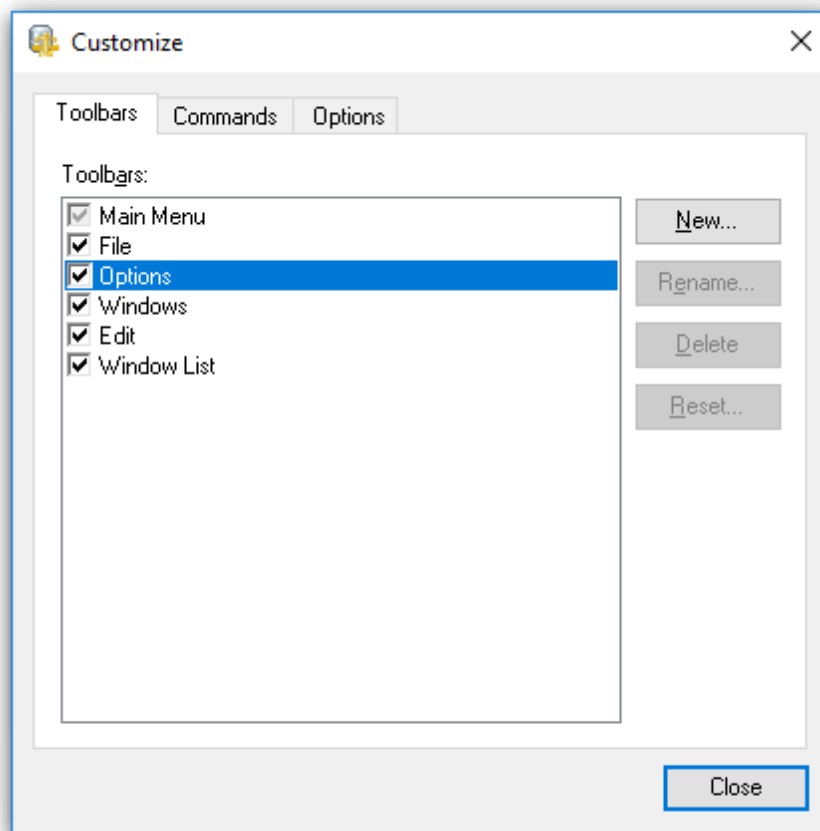 Customize
Toolbars Commands Options
Toolbars:
Main Menu
File
Options
Windows
Edit
Window List
New...
Rename...
Delete
Reset...
Close